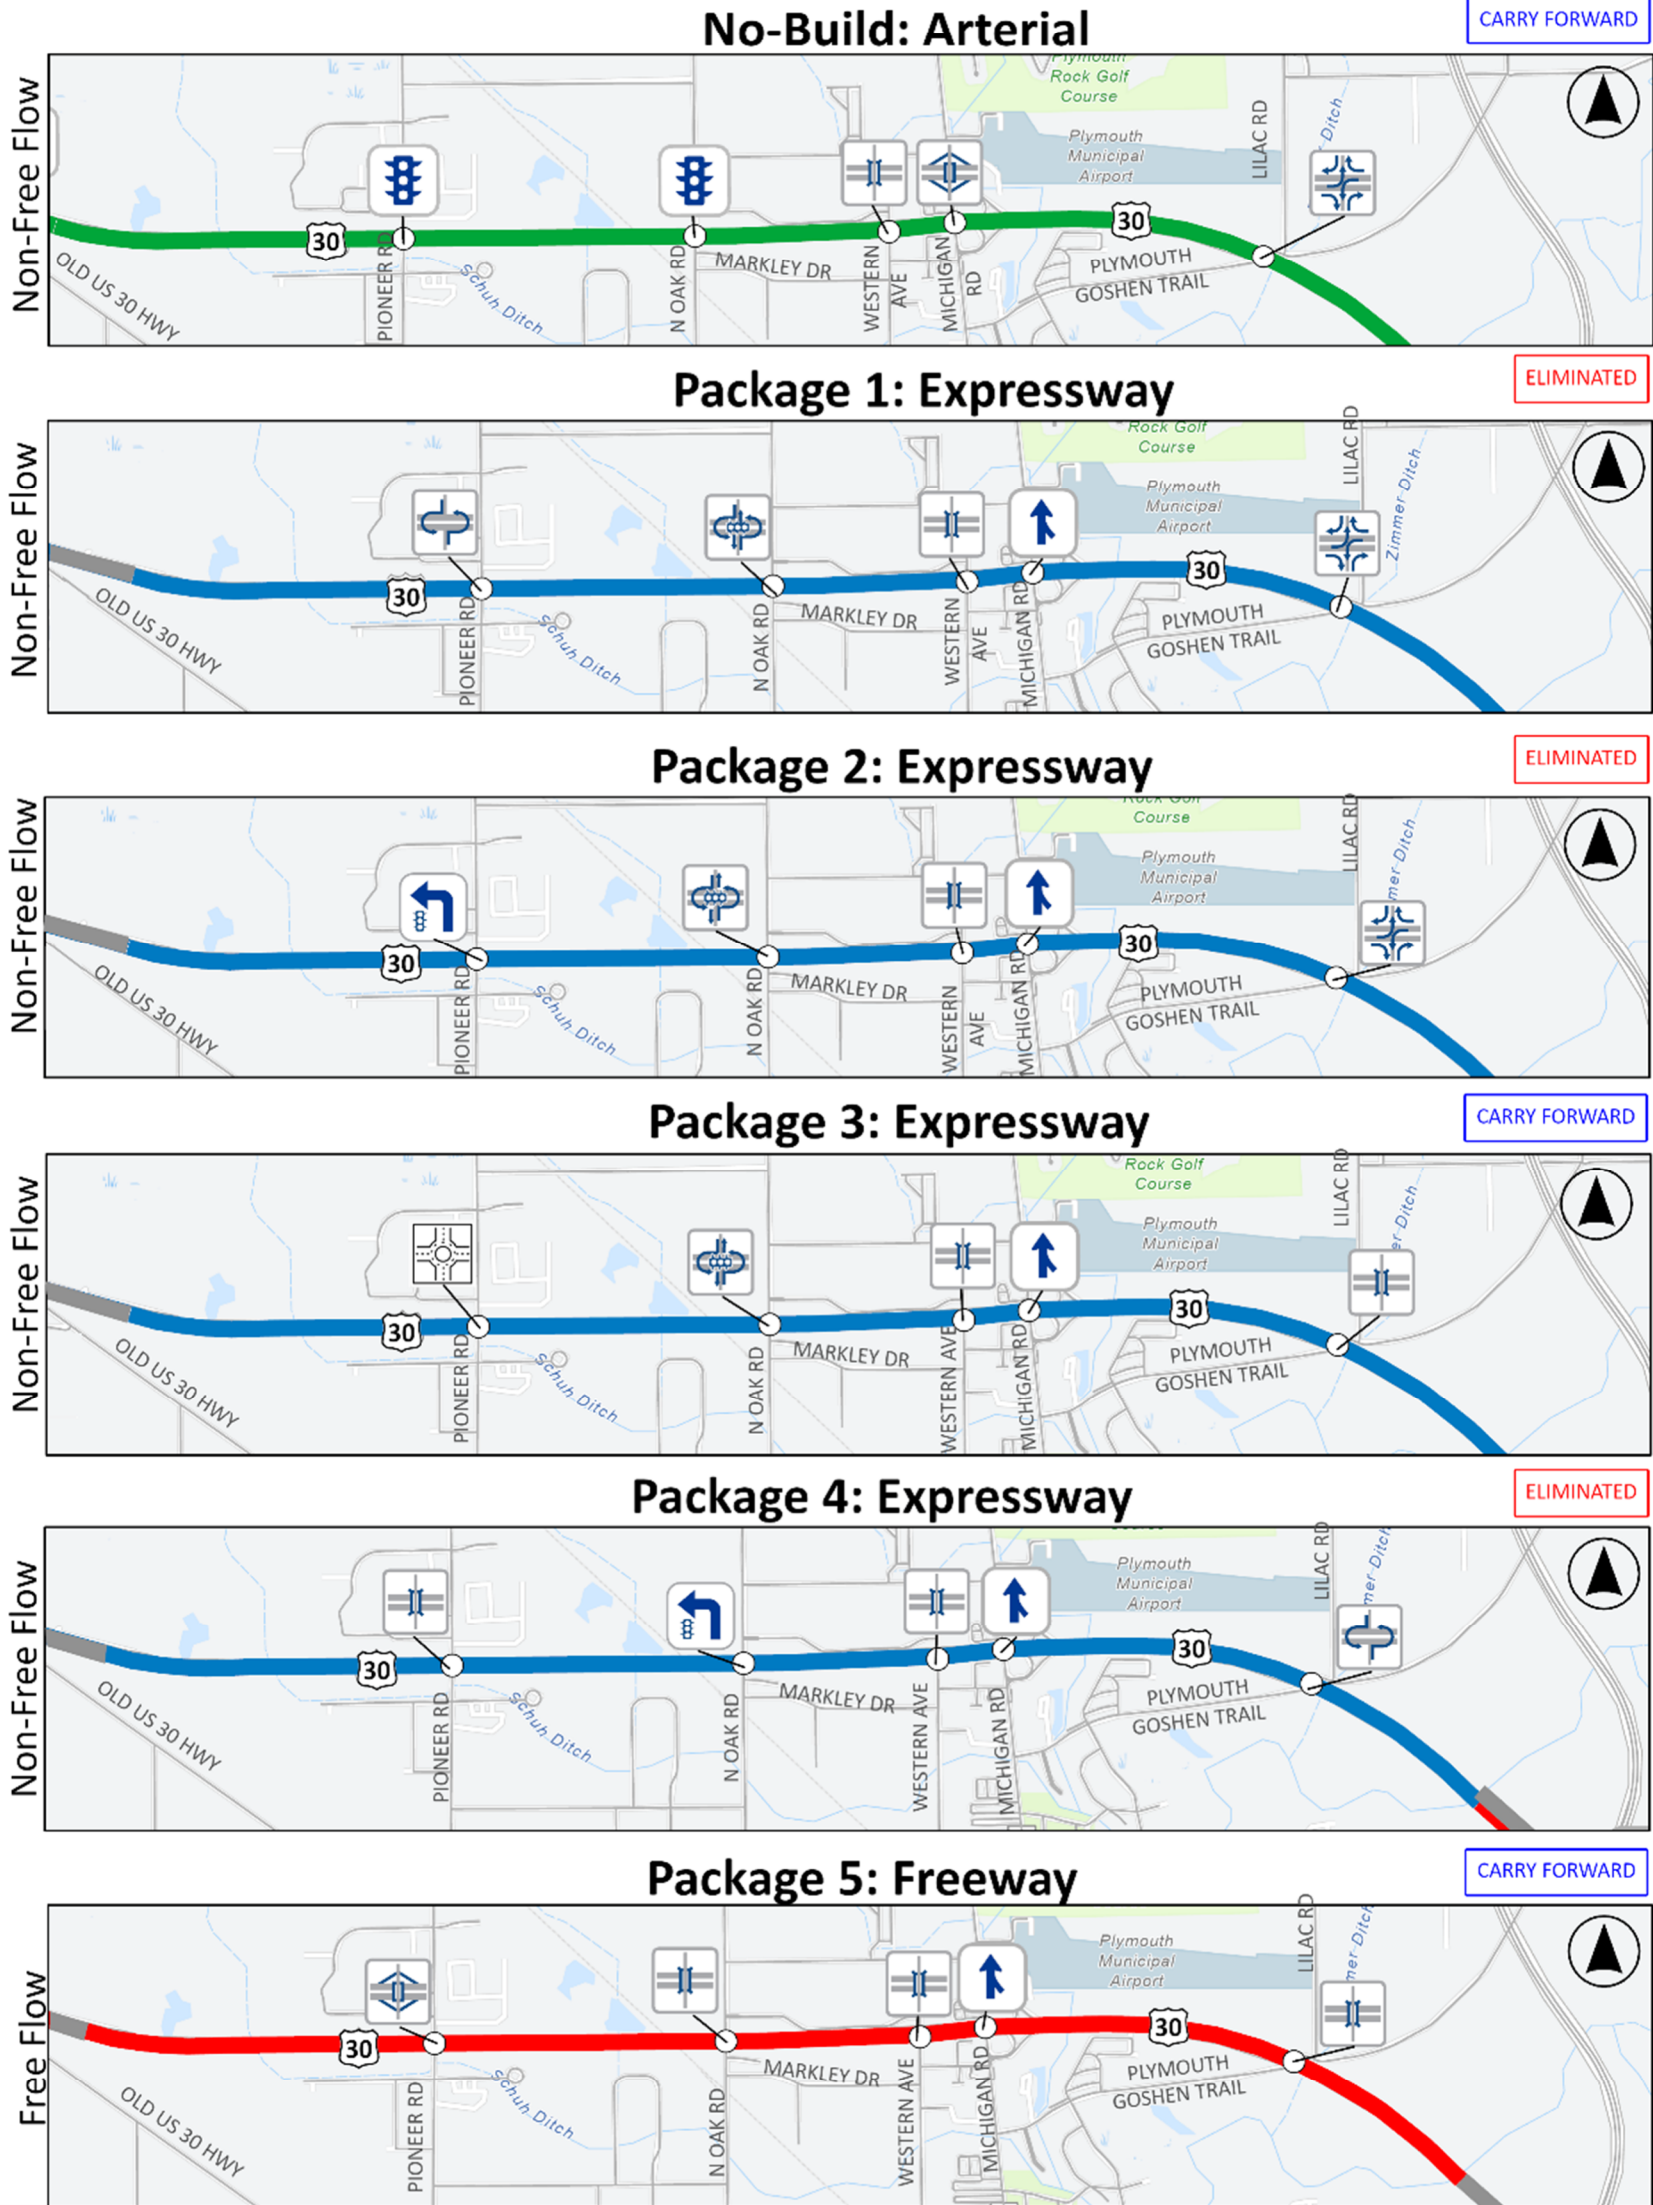 No-Build: Arterial
CARRY FORWARD
Non-Free Flow
Plymouth
Rock Golf
Course
Plymouth
Municipal
Airport
LILAC RD
Ditch
30
30
OLD US 30 HWY
PIONEER RD
Schuh Ditch
N OAK RD
MARKLEY DR
WESTERN
AVE
MICHIGAN
RD
PLYMOUTH
GOSHEN TRAIL
Package 1: Expressway
ELIMINATED
Non-Free Flow
Rock Golf
Course
Plymouth
Municipal
Airport
LILAC RD
Zimmer Ditch
30
30
OLD US 30 HWY
PIONEER RD
Schuh Ditch
N OAK RD
MARKLEY DR
WESTERN
AVE
MICHIGAN RD
PLYMOUTH
GOSHEN TRAIL
Package 2: Expressway
ELIMINATED
Non-Free Flow
Rock Golf
Course
Plymouth
Municipal
Airport
LILAC RD
mer Ditch
30
30
OLD US 30 HWY
PIONEER RD
Schuh Ditch
N OAK RD
MARKLEY DR
WESTERN
AVE
MICHIGAN RD
PLYMOUTH
GOSHEN TRAIL
Package 3: Expressway
CARRY FORWARD
Non-Free Flow
Rock Golf
Course
Plymouth
Municipal
Airport
LILAC RD
er Ditch
30
30
OLD US 30 HWY
PIONEER RD
Schuh Ditch
N OAK RD
MARKLEY DR
WESTERN AVE
MICHIGAN RD
PLYMOUTH
GOSHEN TRAIL
Package 4: Expressway
ELIMINATED
Non-Free Flow
Plymouth
Municipal
Airport
LILAC RD
mer Ditch
30
30
OLD US 30 HWY
PIONEER RD
Schuh Ditch
N OAK RD
MARKLEY DR
WESTERN AVE
MICHIGAN RD
PLYMOUTH
GOSHEN TRAIL
Package 5: Freeway
CARRY FORWARD
Free Flow
Plymouth
Municipal
Airport
LILAC RD
mer Ditch
30
30
OLD US 30 HWY
PIONEER RD
Schuh Ditch
N OAK RD
MARKLEY DR
WESTERN AVE
MICHIGAN RD
PLYMOUTH
GOSHEN TRAIL